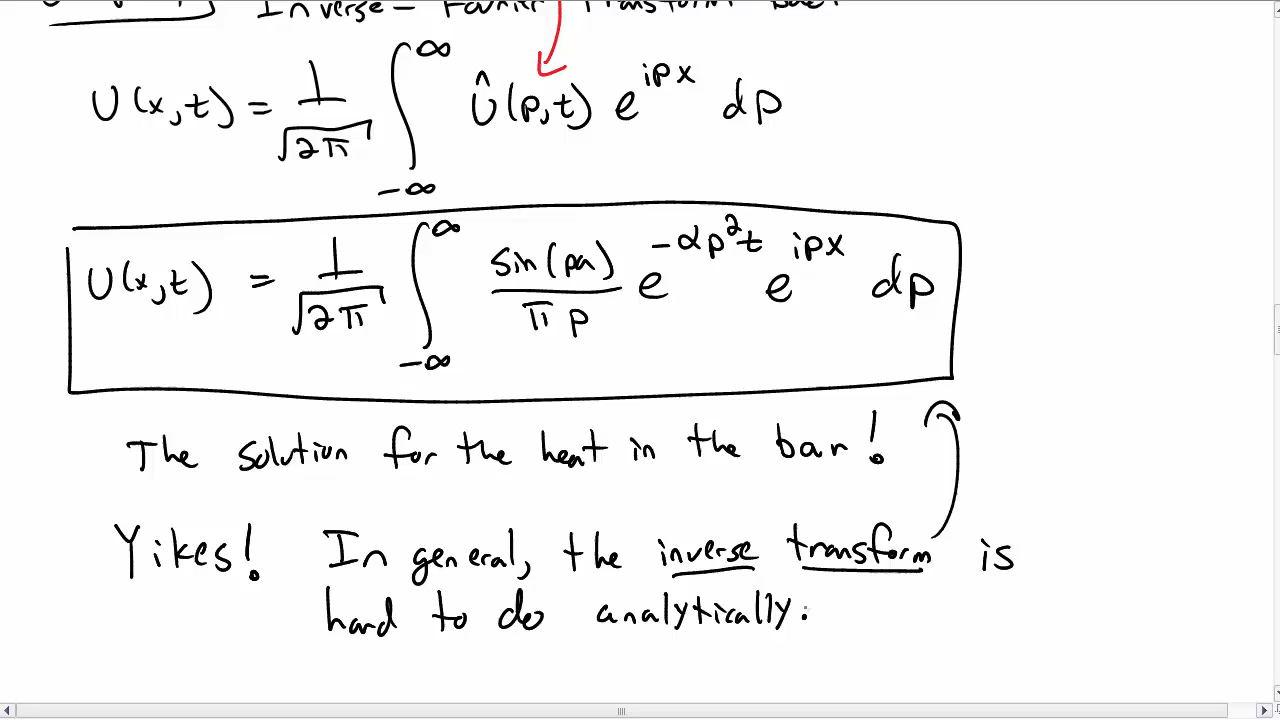 Inverse-Fourier Transform back
U(x,t) = 1/√2π ∫_{-∞}^{∞} Û(p,t) e^{ipx} dp
U(x,t) = 1/√2π ∫_{-∞}^{∞} sin(pa)/πp e^{-αp²t} e^{ipx} dp
The solution for the heat in the bar!
Yikes! In general, the inverse transform is
hard to do analytically.